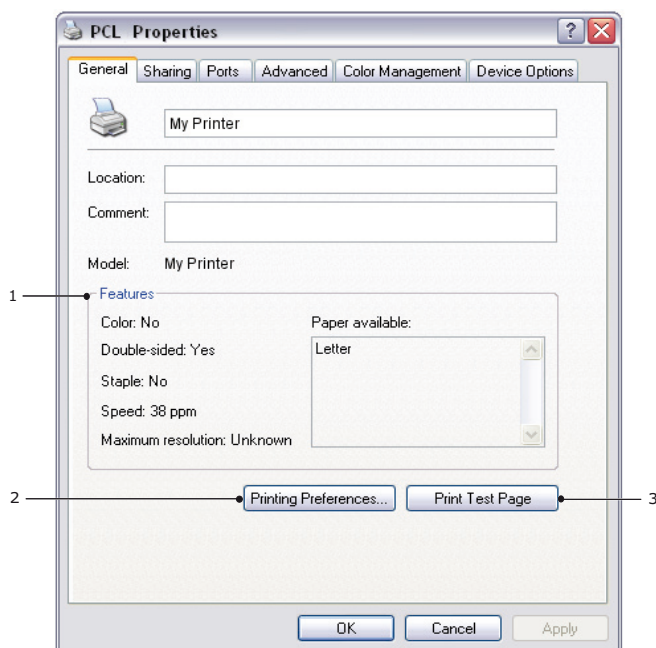 PCL Properties
General Sharing Ports Advanced Color Management Device Options
My Printer
Location:
Comment:
Model: My Printer
1
Features
Color: No
Double-sided: Yes
Staple: No
Speed: 38 ppm
Maximum resolution: Unknown
Paper available:
Letter
2
Printing Preferences...
Print Test Page
3
OK Cancel Apply